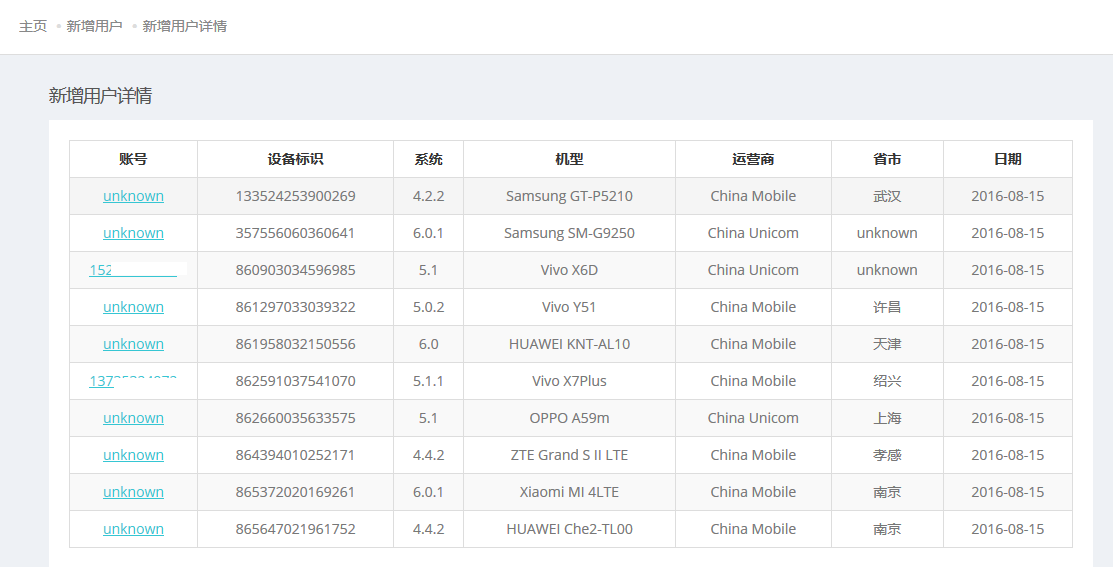 主页 新增用户 新增用户详情
新增用户详情
账号 设备标识 系统 机型 运营商 省市 日期
unknown 133524253900269 4.2.2 Samsung GT-P5210 China Mobile 武汉 2016-08-15
unknown 357556060360641 6.0.1 Samsung SM-G9250 China Unicom unknown 2016-08-15
152 860903034596985 5.1 Vivo X6D China Unicom unknown 2016-08-15
unknown 861297033039322 5.0.2 Vivo Y51 China Mobile 许昌 2016-08-15
unknown 861958032150556 6.0 HUAWEI KNT-AL10 China Mobile 天津 2016-08-15
137 862591037541070 5.1.1 Vivo X7Plus China Mobile 绍兴 2016-08-15
unknown 862660035633575 5.1 OPPO A59m China Unicom 上海 2016-08-15
unknown 864394010252171 4.4.2 ZTE Grand S II LTE China Mobile 孝感 2016-08-15
unknown 865372020169261 6.0.1 Xiaomi MI 4LTE China Mobile 南京 2016-08-15
unknown 865647021961752 4.4.2 HUAWEI Che2-TL00 China Mobile 南京 2016-08-15